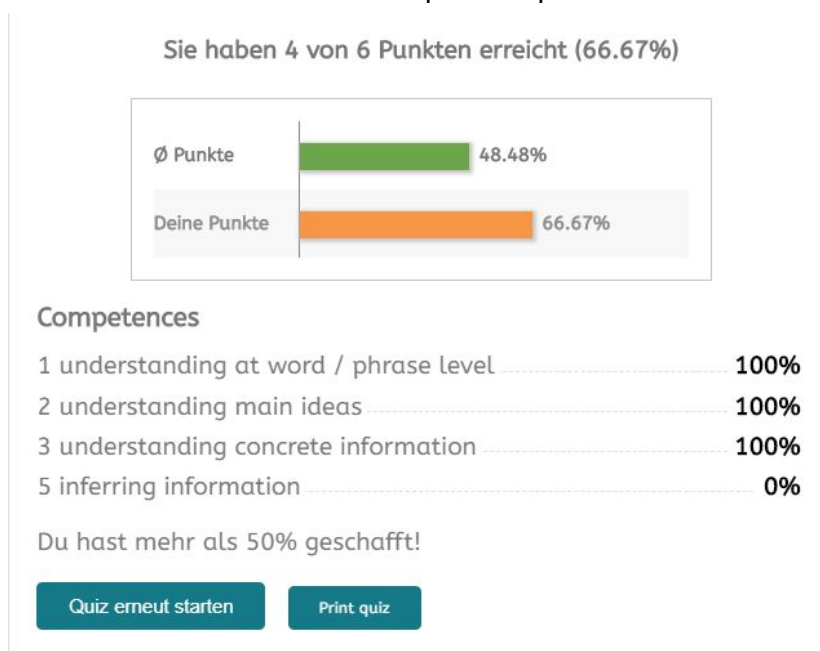 Sie haben 4 von 6 Punkten erreicht (66.67%)
Ø Punkte 48.48%
Deine Punkte 66.67%
Competences
1 understanding at word / phrase level 100%
2 understanding main ideas 100%
3 understanding concrete information 100%
5 inferring information 0%
Du hast mehr als 50% geschafft!
Quiz erneut starten Print quiz